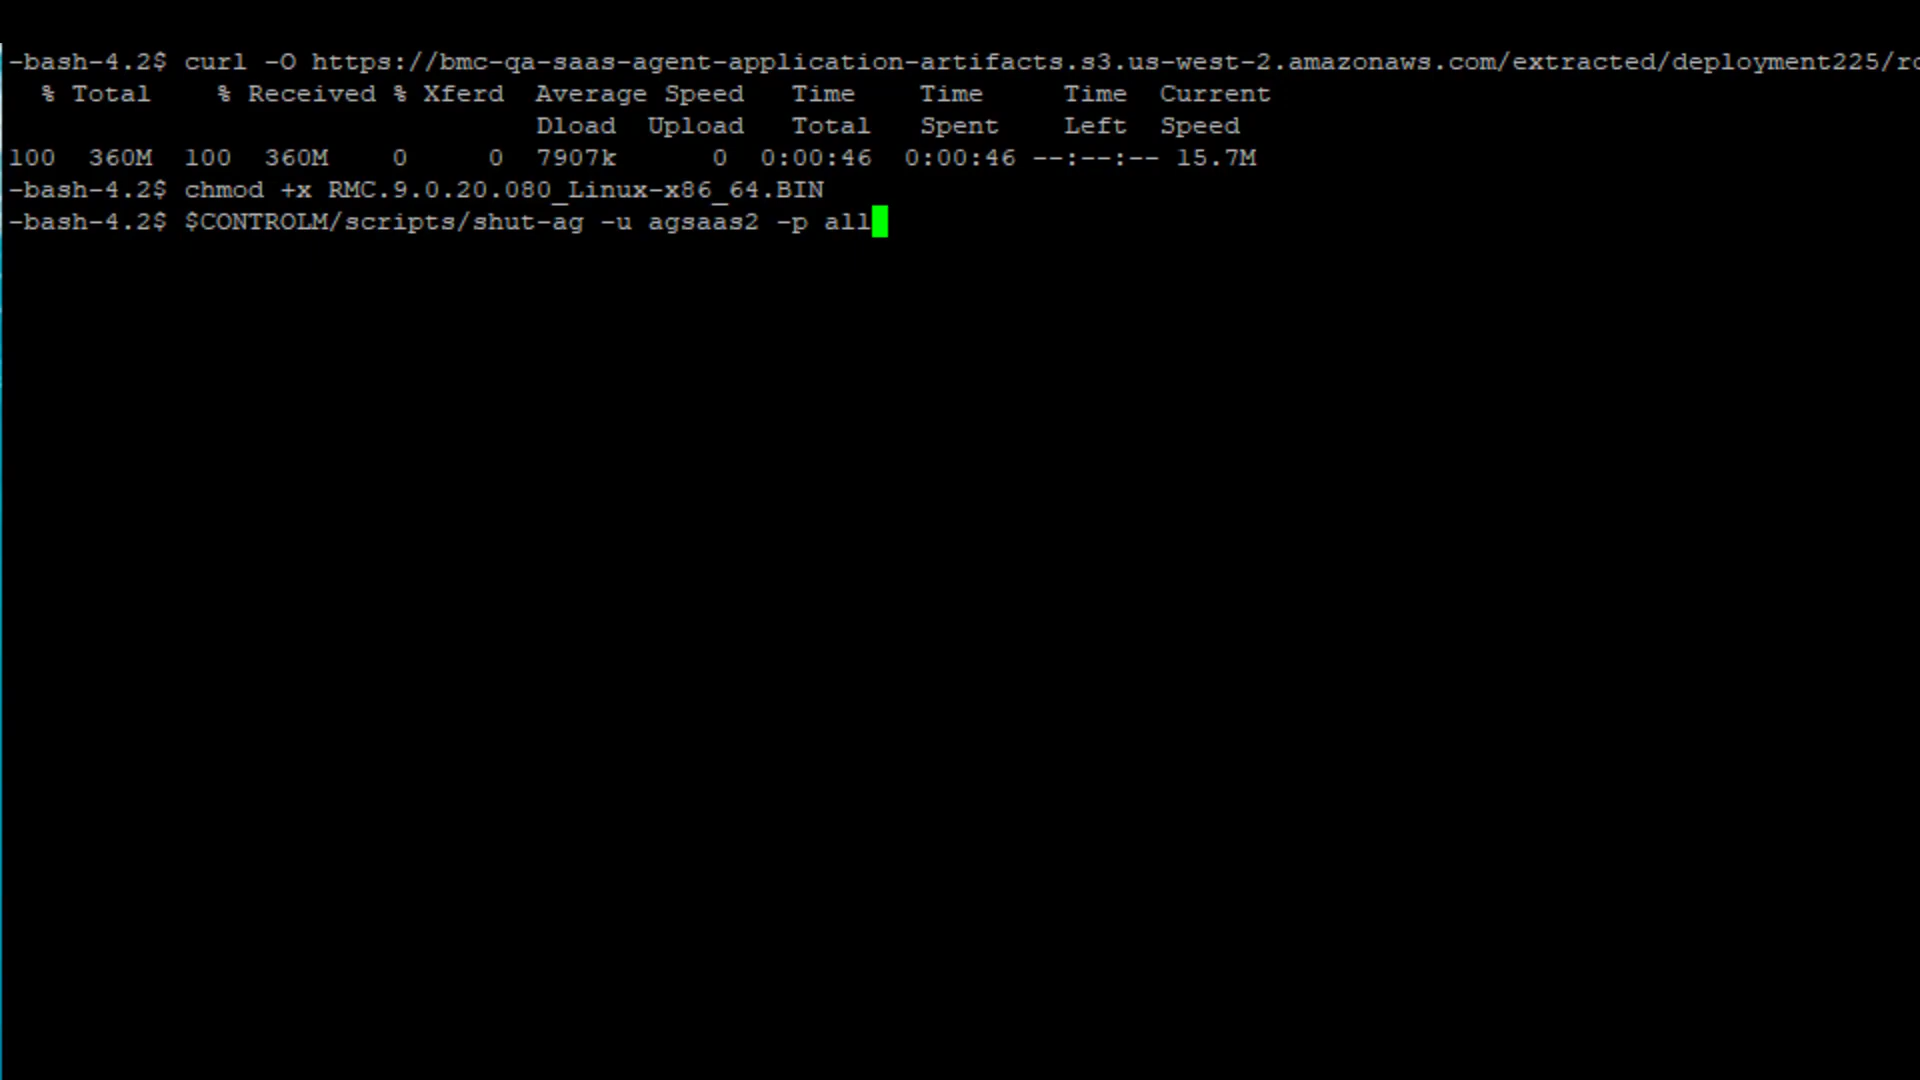 -bash-4.2$ curl -O https://bmc-qa-saas-agent-application-artifacts.s3.us-west-2.amazonaws.com/extracted/deployment225/ro
% Total % Received % Xferd Average Speed Time Time Time Current
Dload Upload Total Spent Left Speed
100 360M 100 360M 0 0 7907k 0 0:00:46 0:00:46 --:--:-- 15.7M
-bash-4.2$ chmod +x RMC.9.0.20.080_Linux-x86_64.BIN
-bash-4.2$ $CONTROLM/scripts/shut-ag -u agsaas2 -p all